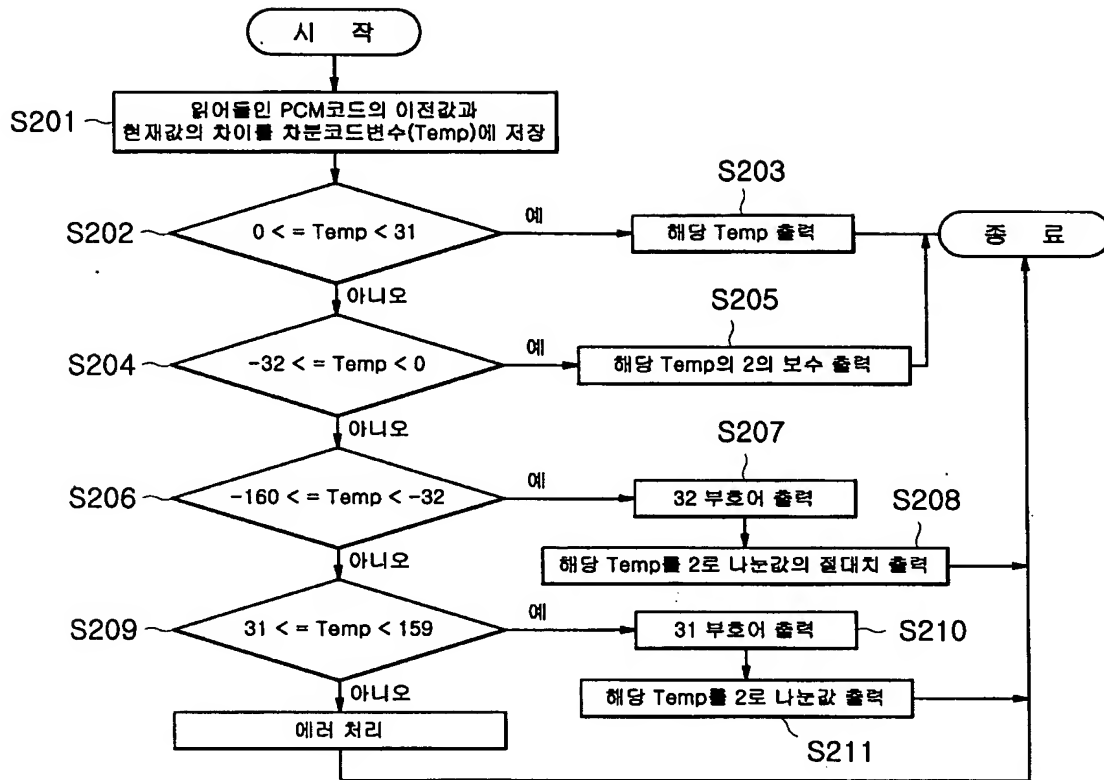 시 작
S201
읽어들인 PCM코드의 이전값과
현재값의 차이를 차분코드변수(Temp)에 저장
S202
0 < = Temp < 31
예
S203
해당 Temp 출력
종 료
아니오
S204
-32 < = Temp < 0
예
S205
해당 Temp의 2의 보수 출력
아니오
S206
-160 < = Temp < -32
예
S207
32 부호어 출력
S208
해당 Temp를 2로 나눈값의 절대치 출력
아니오
S209
31 < = Temp < 159
예
31 부호어 출력
S210
해당 Temp를 2로 나눈값 출력
S211
아니오
에러 처리